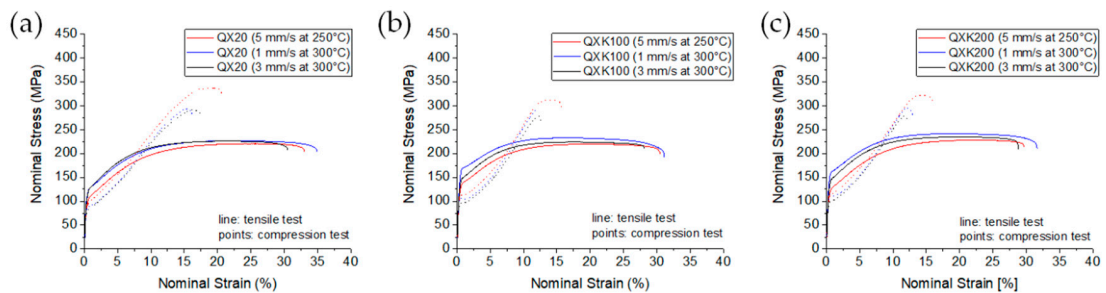 (a)
450
400
350
300
250
200
150
100
50
0
Nominal Stress (MPa)
QX20 (5 mm/s at 250°C)
QX20 (1 mm/s at 300°C)
QX20 (3 mm/s at 300°C)
line: tensile test
points: compression test
0 5 10 15 20 25 30 35 40
Nominal Strain (%)
(b)
450
400
350
300
250
200
150
100
50
0
Nominal Stress (MPa)
QXK100 (5 mm/s at 250°C)
QXK100 (1 mm/s at 300°C)
QXK100 (3 mm/s at 300°C)
line: tensile test
points: compression test
0 5 10 15 20 25 30 35 40
Nominal Strain (%)
(c)
450
400
350
300
250
200
150
100
50
0
Nominal Stress (MPa)
QXK200 (5 mm/s at 250°C)
QXK200 (1 mm/s at 300°C)
QXK200 (3 mm/s at 300°C)
line: tensile test
points: compression test
0 5 10 15 20 25 30 35 40
Nominal Strain [%]